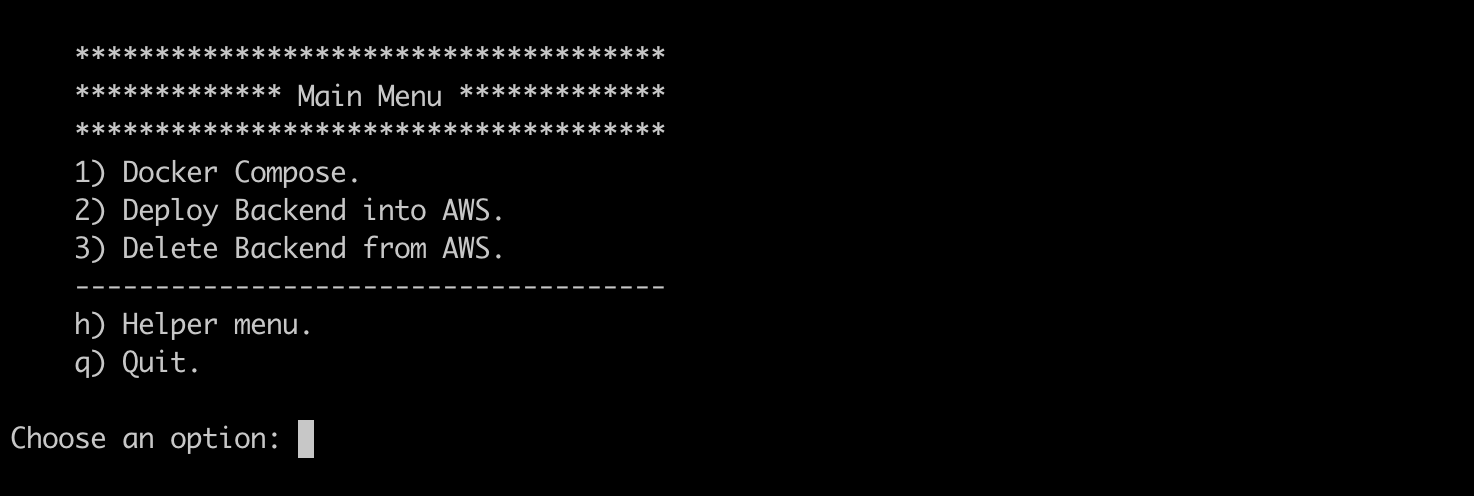 *************************************
************* Main Menu *************
*************************************
1) Docker Compose.
2) Deploy Backend into AWS.
3) Delete Backend from AWS.
-------------------------------------
h) Helper menu.
q) Quit.
Choose an option: